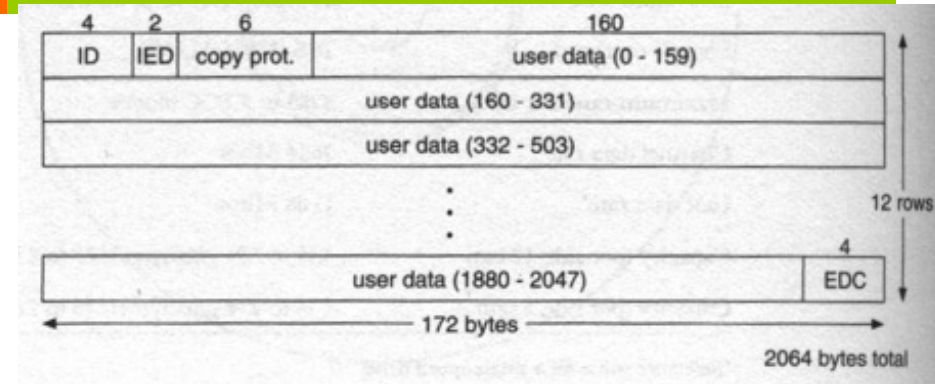 4 2 6 160
ID IED copy prot. user data (0 - 159)
user data (160 - 331)
user data (332 - 503)
12 rows
4
user data (1880 - 2047) EDC
172 bytes
2064 bytes total